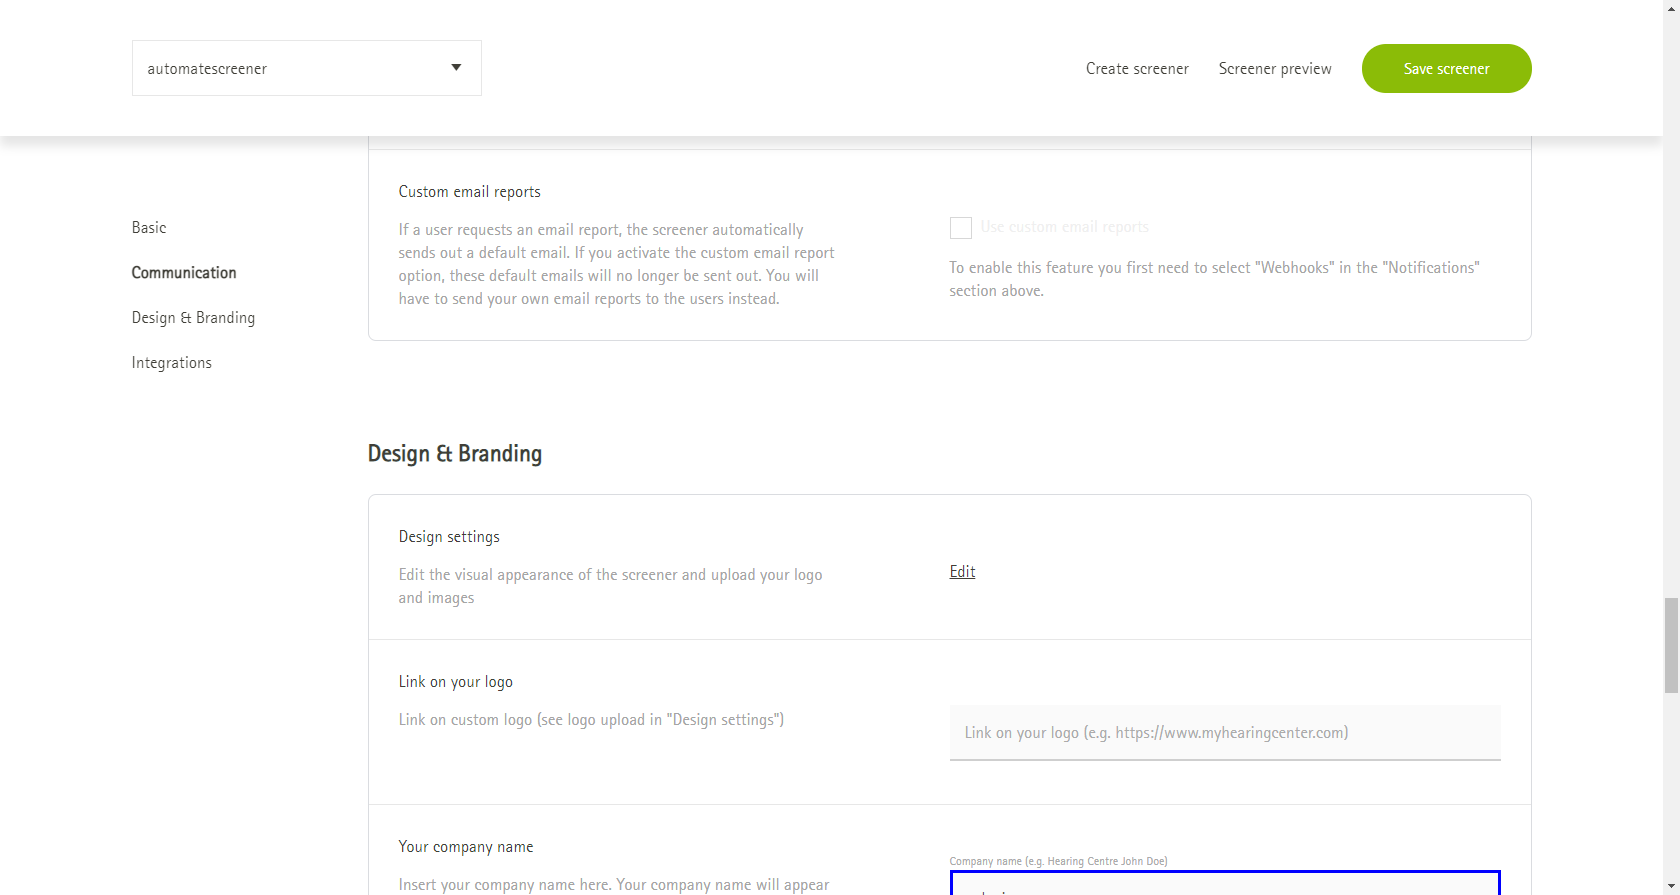 automatescreener
Create screener
Screener preview
Save screener
Basic
Communication
Design & Branding
Integrations
Custom email reports
If a user requests an email report, the screener automatically
sends out a default email. If you activate the custom email report
option, these default emails will no longer be sent out. You will
have to send your own email reports to the users instead.
Use custom email reports
To enable this feature you first need to select "Webhooks" in the "Notifications"
section above.
Design & Branding
Design settings
Edit the visual appearance of the screener and upload your logo
and images
Edit
Link on your logo
Link on custom logo (see logo upload in "Design settings")
Link on your logo (e.g. https://www.myhearingcenter.com)
Your company name
Insert your company name here. Your company name will appear
Company name (e.g. Hearing Centre John Doe)